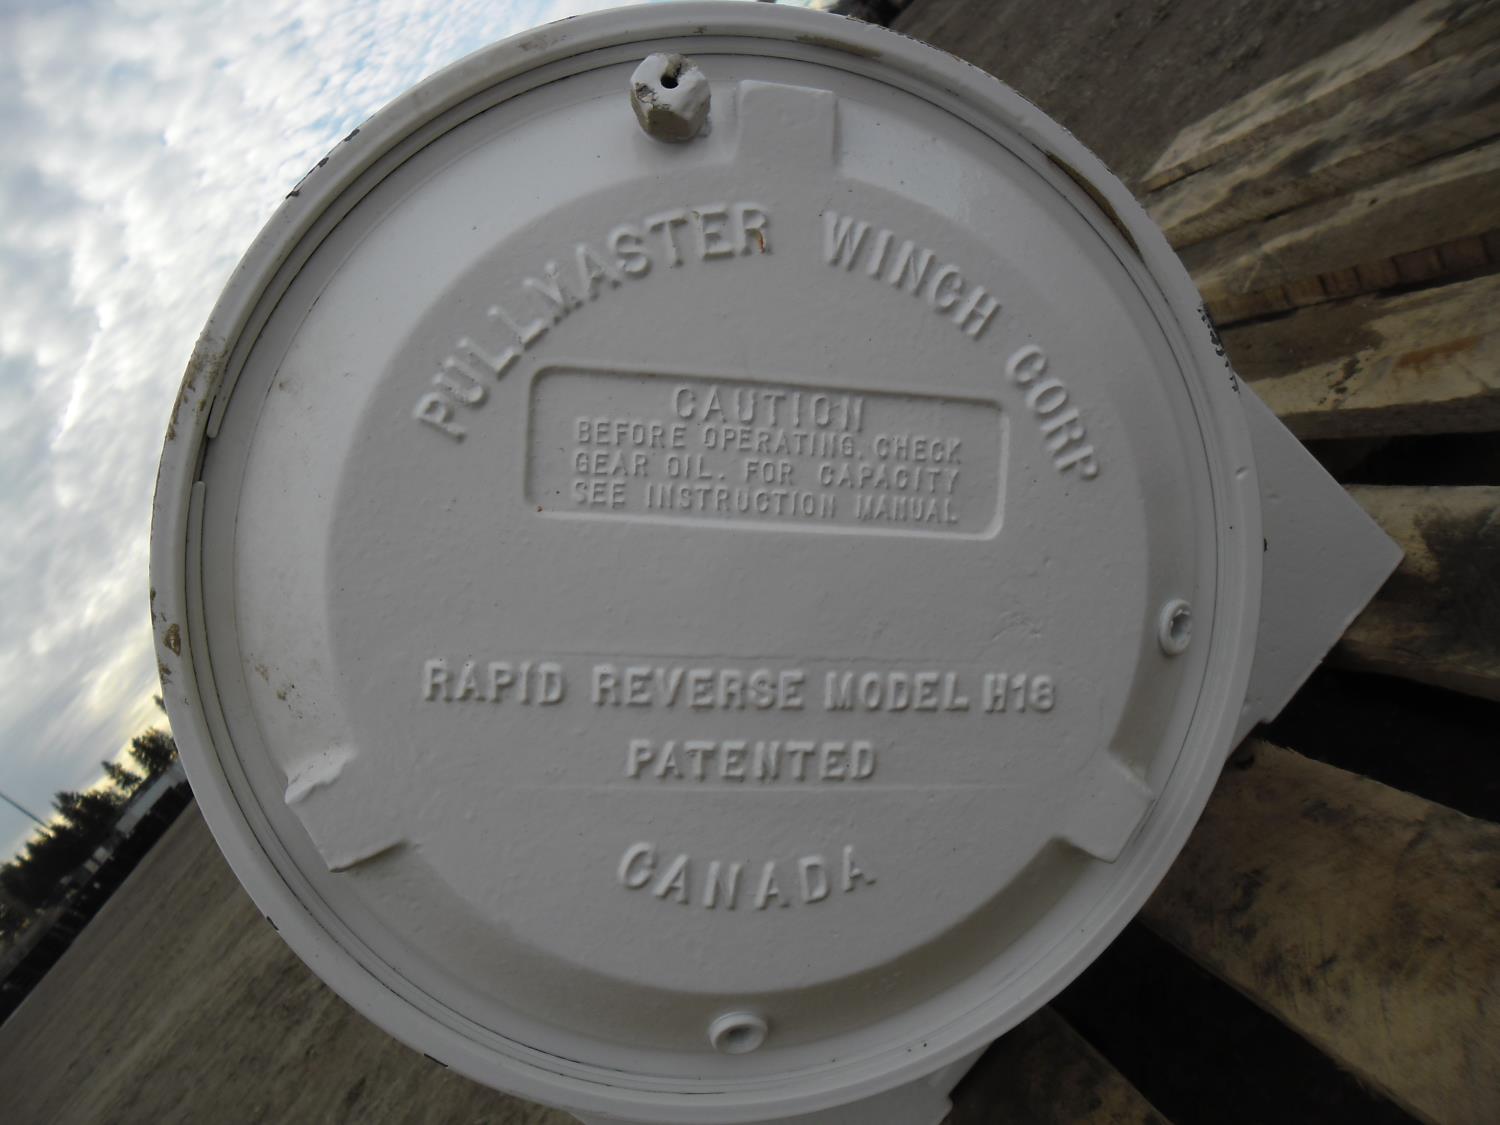 PULLMASTER WINCH CORP
CAUTION
BEFORE OPERATING, CHECK
GEAR OIL. FOR CAPACITY
SEE INSTRUCTION MANUAL
RAPID REVERSE MODEL H18
PATENTED
CANADA